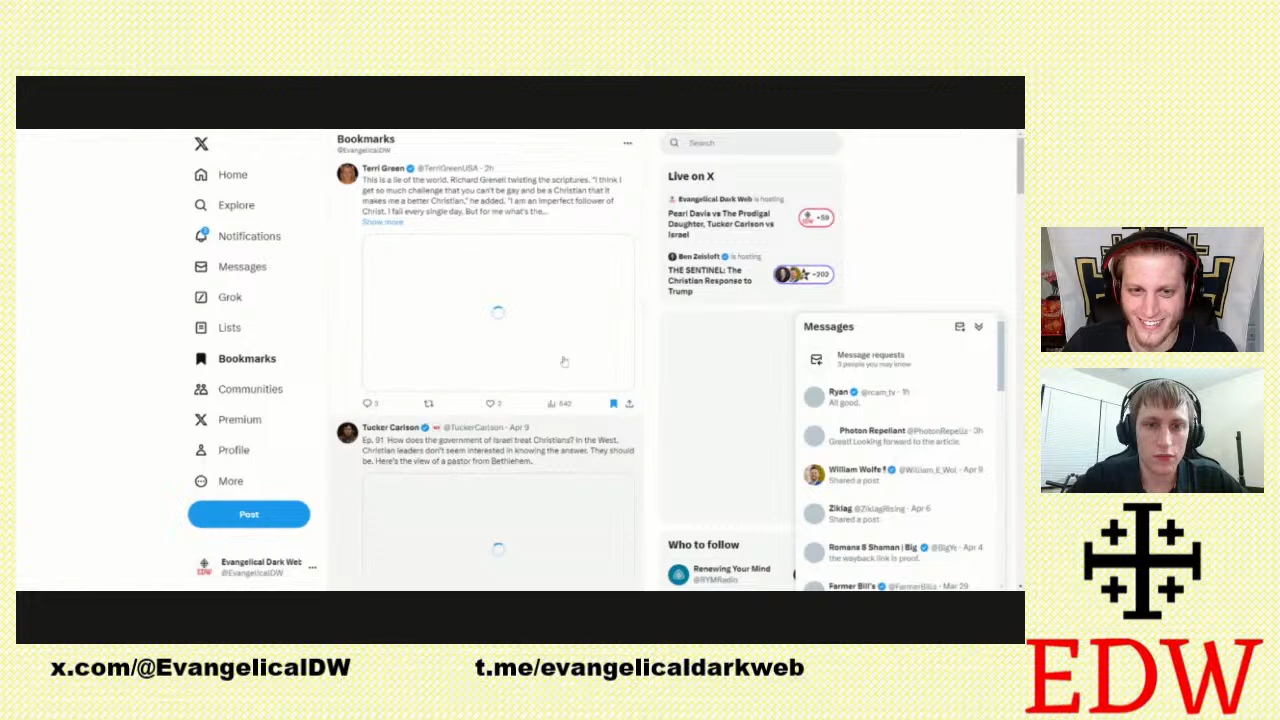 Home
Explore
Notifications
Messages
Grok
Lists
Bookmarks
Communities
Premium
Profile
More
Post
Evangelical Dark Web
@EvangelicalDW
Bookmarks
@EvangelicalDW
Terri Green @TerriGreenUSA · 2h
This is a lie of the world. Richard Grenell twisting the scriptures. "I think I
get so much challenge that you can't be gay and be a Christian that it
makes me a better Christian," he added. "I am an imperfect follower of
Christ. I fail every single day. But for me what's the...
Show more
3
2
642
Tucker Carlson @TuckerCarlson · Apr 9
Ep. 91 How does the government of Israel treat Christians? In the West,
Christian leaders don't seem interested in knowing the answer. They should
be. Here's the view of a pastor from Bethlehem.
Search
Live on X
Evangelical Dark Web is hosting
Pearl Davis vs The Prodigal
Daughter, Tucker Carlson vs
Israel
+59
Ben Zeisloft is hosting
THE SENTINEL: The
Christian Response to
Trump
+202
Who to follow
Renewing Your Mind
@RYMRadio
Messages
Message requests
3 people you may know
Ryan @rcam_tv · 1h
All good.
Photon Repellant @PhotonRepell · 3h
Great! Looking forward to the article.
William Wolfe @William_E_Wol · Apr 9
Shared a post
Ziklag @ZiklagRising · Apr 6
Shared a post
Romans 8 Shaman | Big · Apr 4
the wayback link is proof.
Farmer Bill's · Mar 29
x.com/@EvangelicalDW
t.me/evangelicaldarkweb
EDW